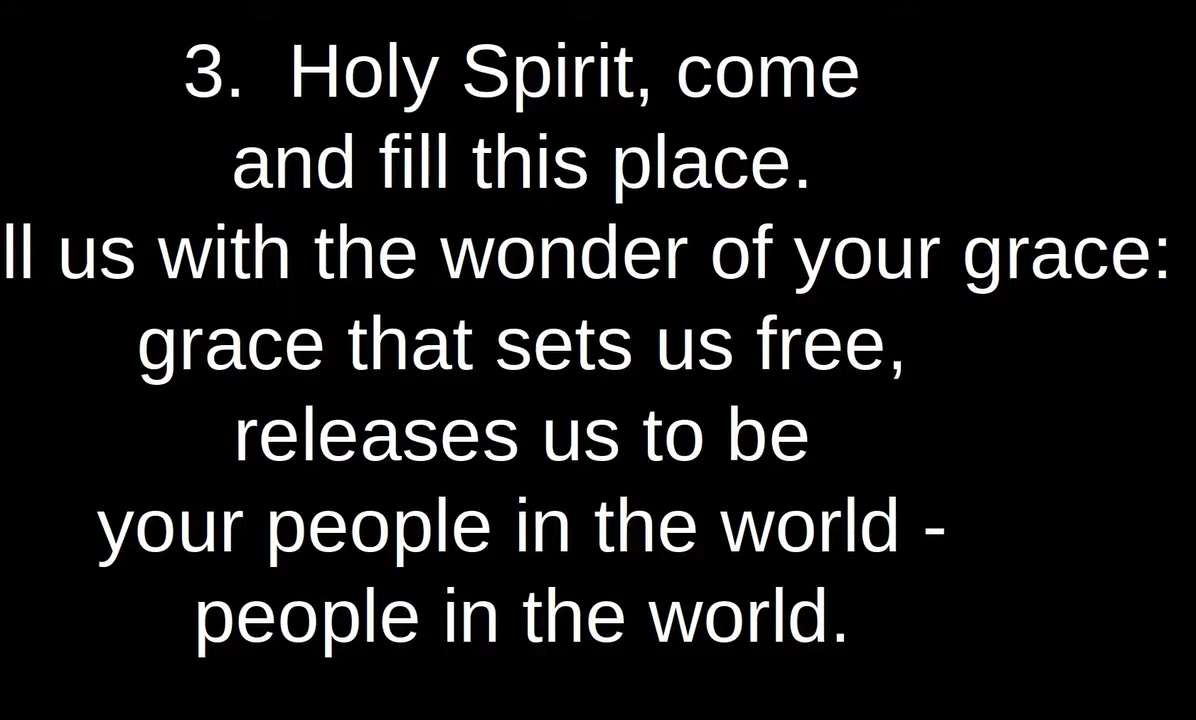 3. Holy Spirit, come
and fill this place.
us with the wonder of your grace:
grace that sets us free,
releases us to be
your people in the world -
people in the world.